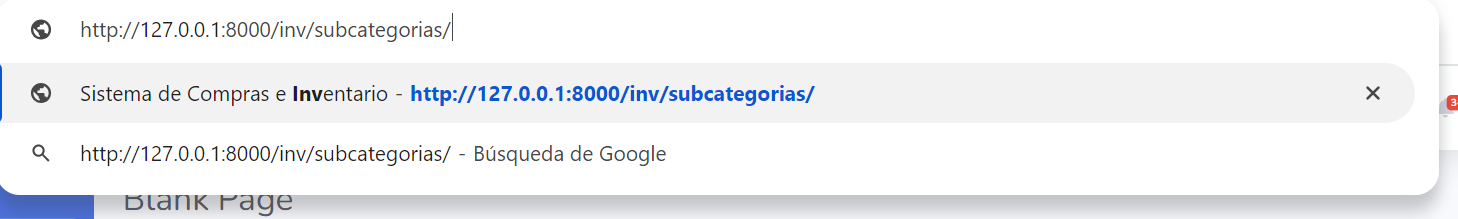 http://127.0.0.1:8000/inv/subcategorias/
Sistema de Compras e Inventario - http://127.0.0.1:8000/inv/subcategorias/
http://127.0.0.1:8000/inv/subcategorias/ - Búsqueda de Google
Blank Page